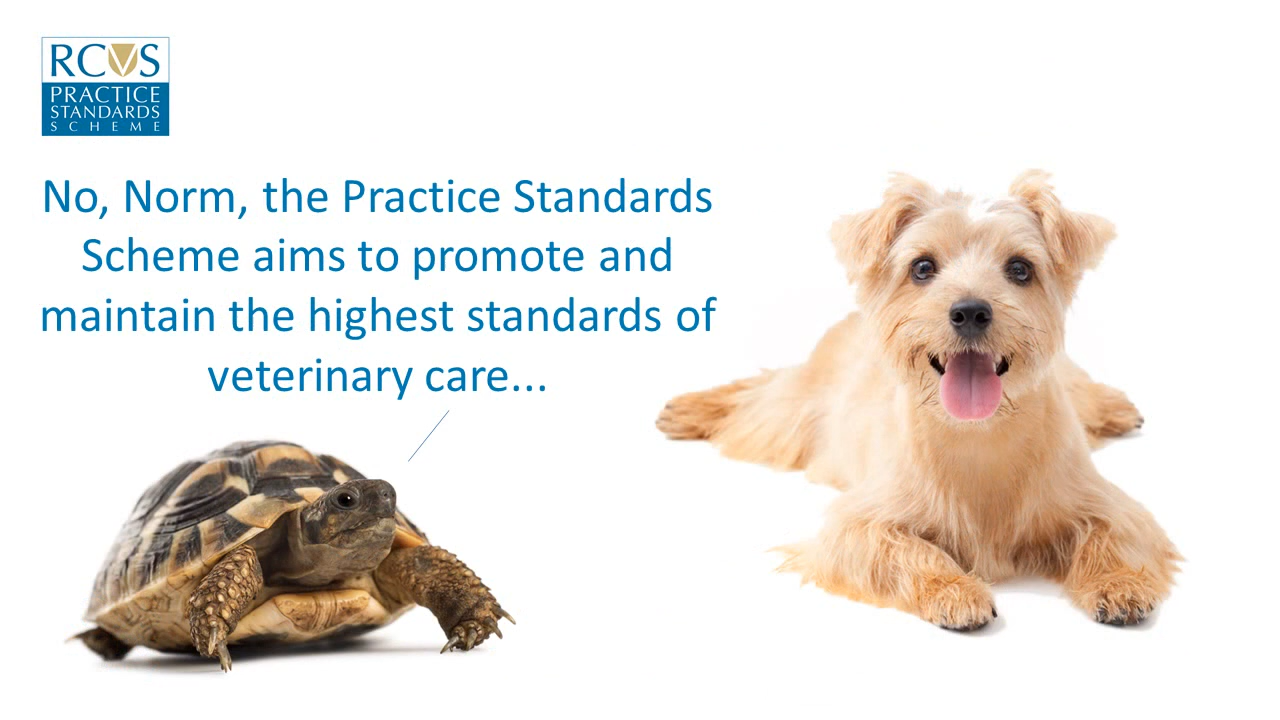 RCVS
PRACTICE
STANDARDS
SCHEME
No, Norm, the Practice Standards
Scheme aims to promote and
maintain the highest standards of
veterinary care...